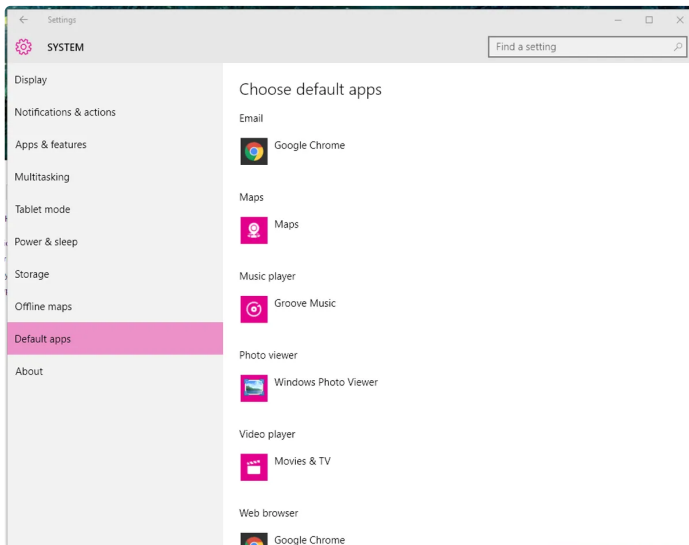 Settings
SYSTEM
Find a setting
Display
Notifications & actions
Apps & features
Multitasking
Tablet mode
Power & sleep
Storage
Offline maps
Default apps
About
Choose default apps
Email
Google Chrome
Maps
Maps
Music player
Groove Music
Photo viewer
Windows Photo Viewer
Video player
Movies & TV
Web browser
Google Chrome